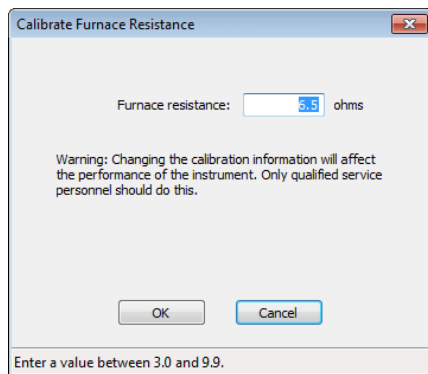 Calibrate Furnace Resistance
Furnace resistance: 6.5 ohms
Warning: Changing the calibration information will affect
the performance of the instrument. Only qualified service
personnel should do this.
OK Cancel
Enter a value between 3.0 and 9.9.